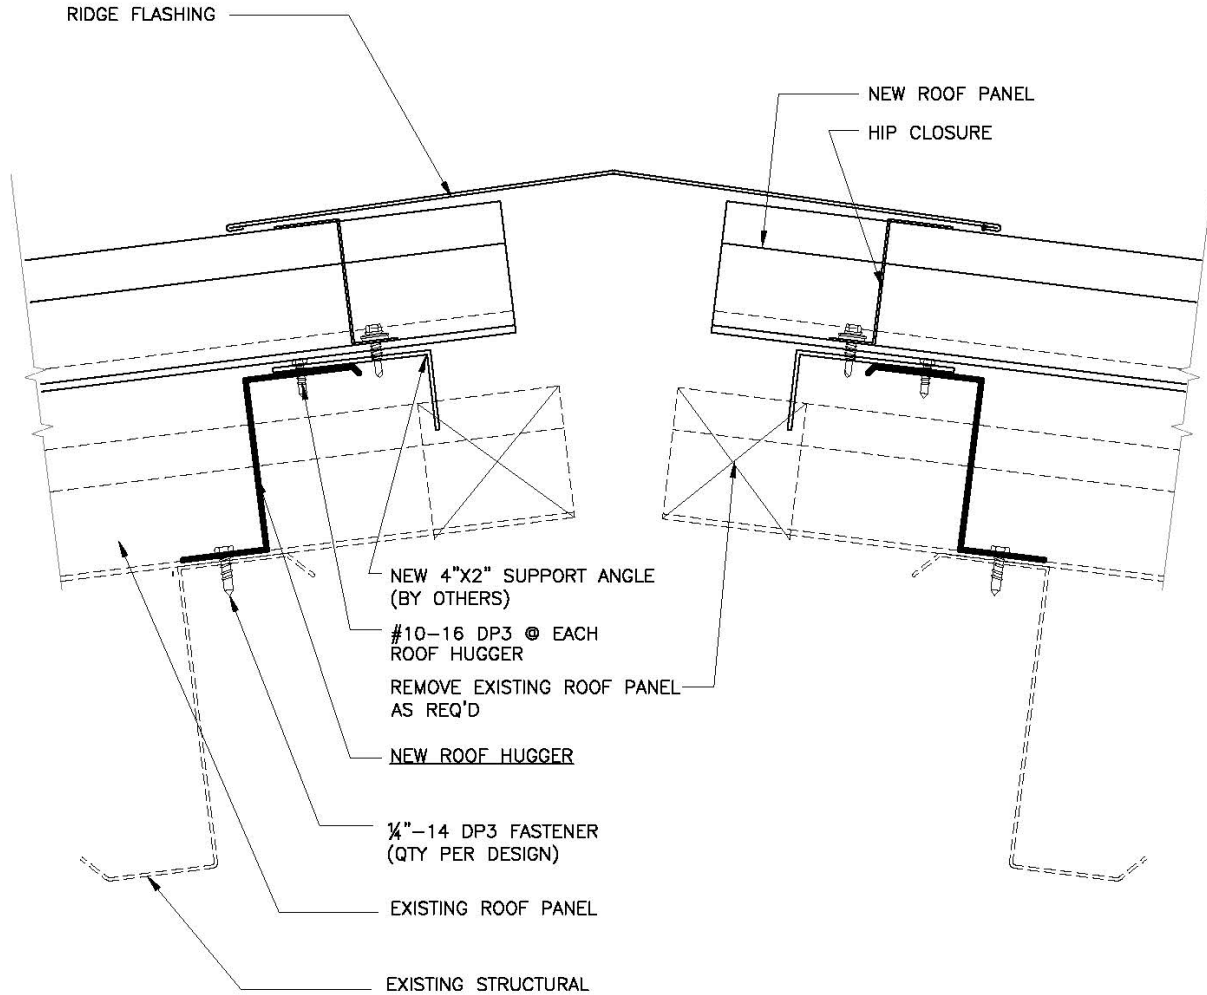 RIDGE FLASHING
NEW ROOF PANEL
HIP CLOSURE
NEW 4"X2" SUPPORT ANGLE
(BY OTHERS)
#10-16 DP3 @ EACH
ROOF HUGGER
REMOVE EXISTING ROOF PANEL
AS REQ'D
NEW ROOF HUGGER
¼"-14 DP3 FASTENER
(QTY PER DESIGN)
EXISTING ROOF PANEL
EXISTING STRUCTURAL